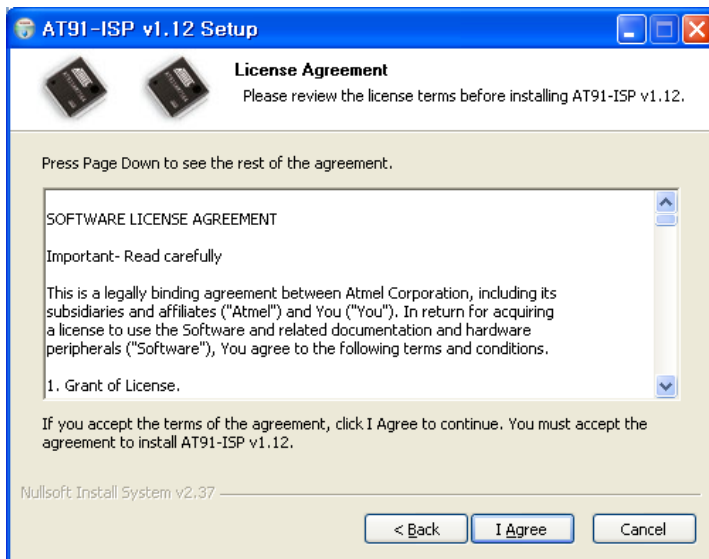 AT91-ISP v1.12 Setup
License Agreement
Please review the license terms before installing AT91-ISP v1.12.
Press Page Down to see the rest of the agreement.
SOFTWARE LICENSE AGREEMENT
Important- Read carefully
This is a legally binding agreement between Atmel Corporation, including its
subsidiaries and affiliates ("Atmel") and You ("You"). In return for acquiring
a license to use the Software and related documentation and hardware
peripherals ("Software"), You agree to the following terms and conditions.
1. Grant of License.
If you accept the terms of the agreement, click I Agree to continue. You must accept the
agreement to install AT91-ISP v1.12.
Nullsoft Install System v2.37
< Back
I Agree
Cancel